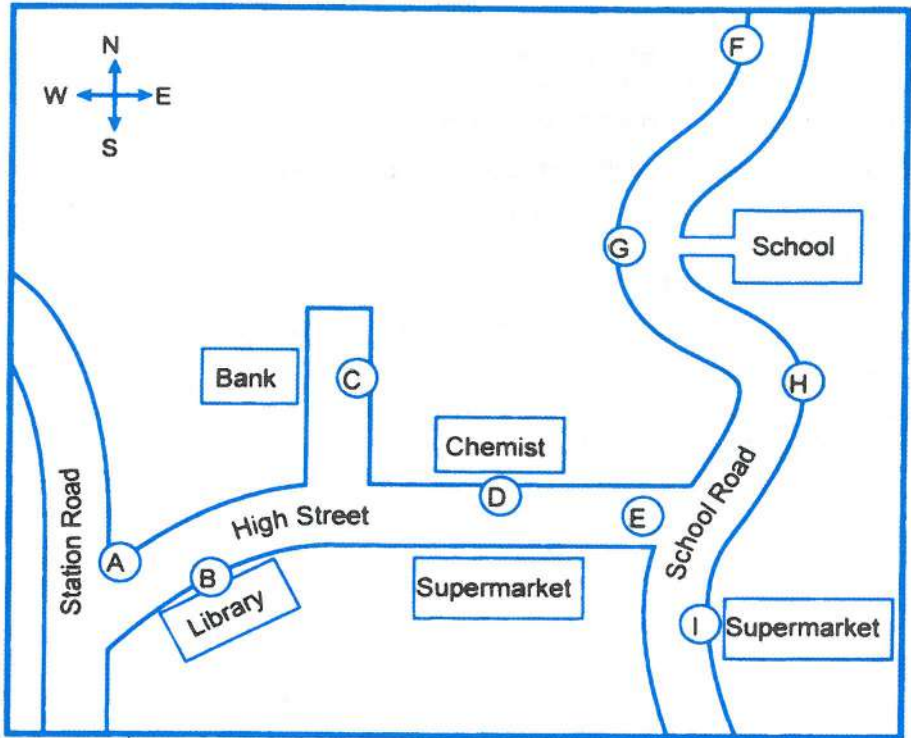 N
W E
S
F
G
School
H
Bank
C
Chemist
D
E
High Street
School Road
Station Road
A
B
Library
Supermarket
I
Supermarket